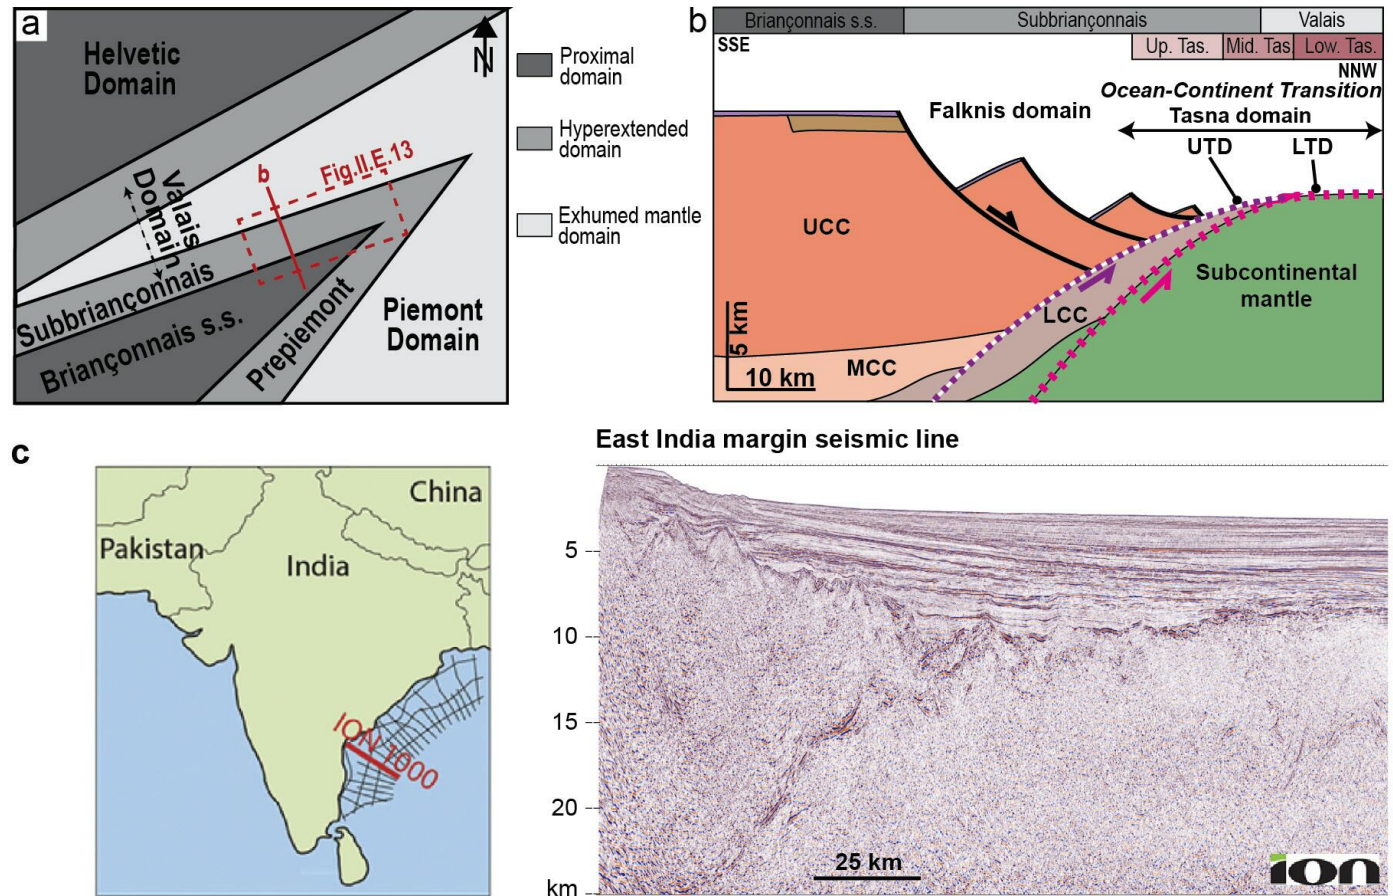 a
Helvetic
Domain
N
Valais
Domain
b
Fig.II.E.13
Subbriançonnais
Briançonnais s.s.
Prepiemont
Piemont
Domain
Proximal
domain
Hyperextended
domain
Exhumed mantle
domain
b
Briançonnais s.s.
Subbriançonnais
Valais
SSE
Up. Tas.
Mid. Tas.
Low. Tas.
NNW
Ocean-Continent Transition
Falknis domain
Tasna domain
UTD
LTD
UCC
Subcontinental
mantle
LCC
MCC
5 km
10 km
c
China
Pakistan
India
ION 1000
East India margin seismic line
5
10
15
20
km
25 km
ion